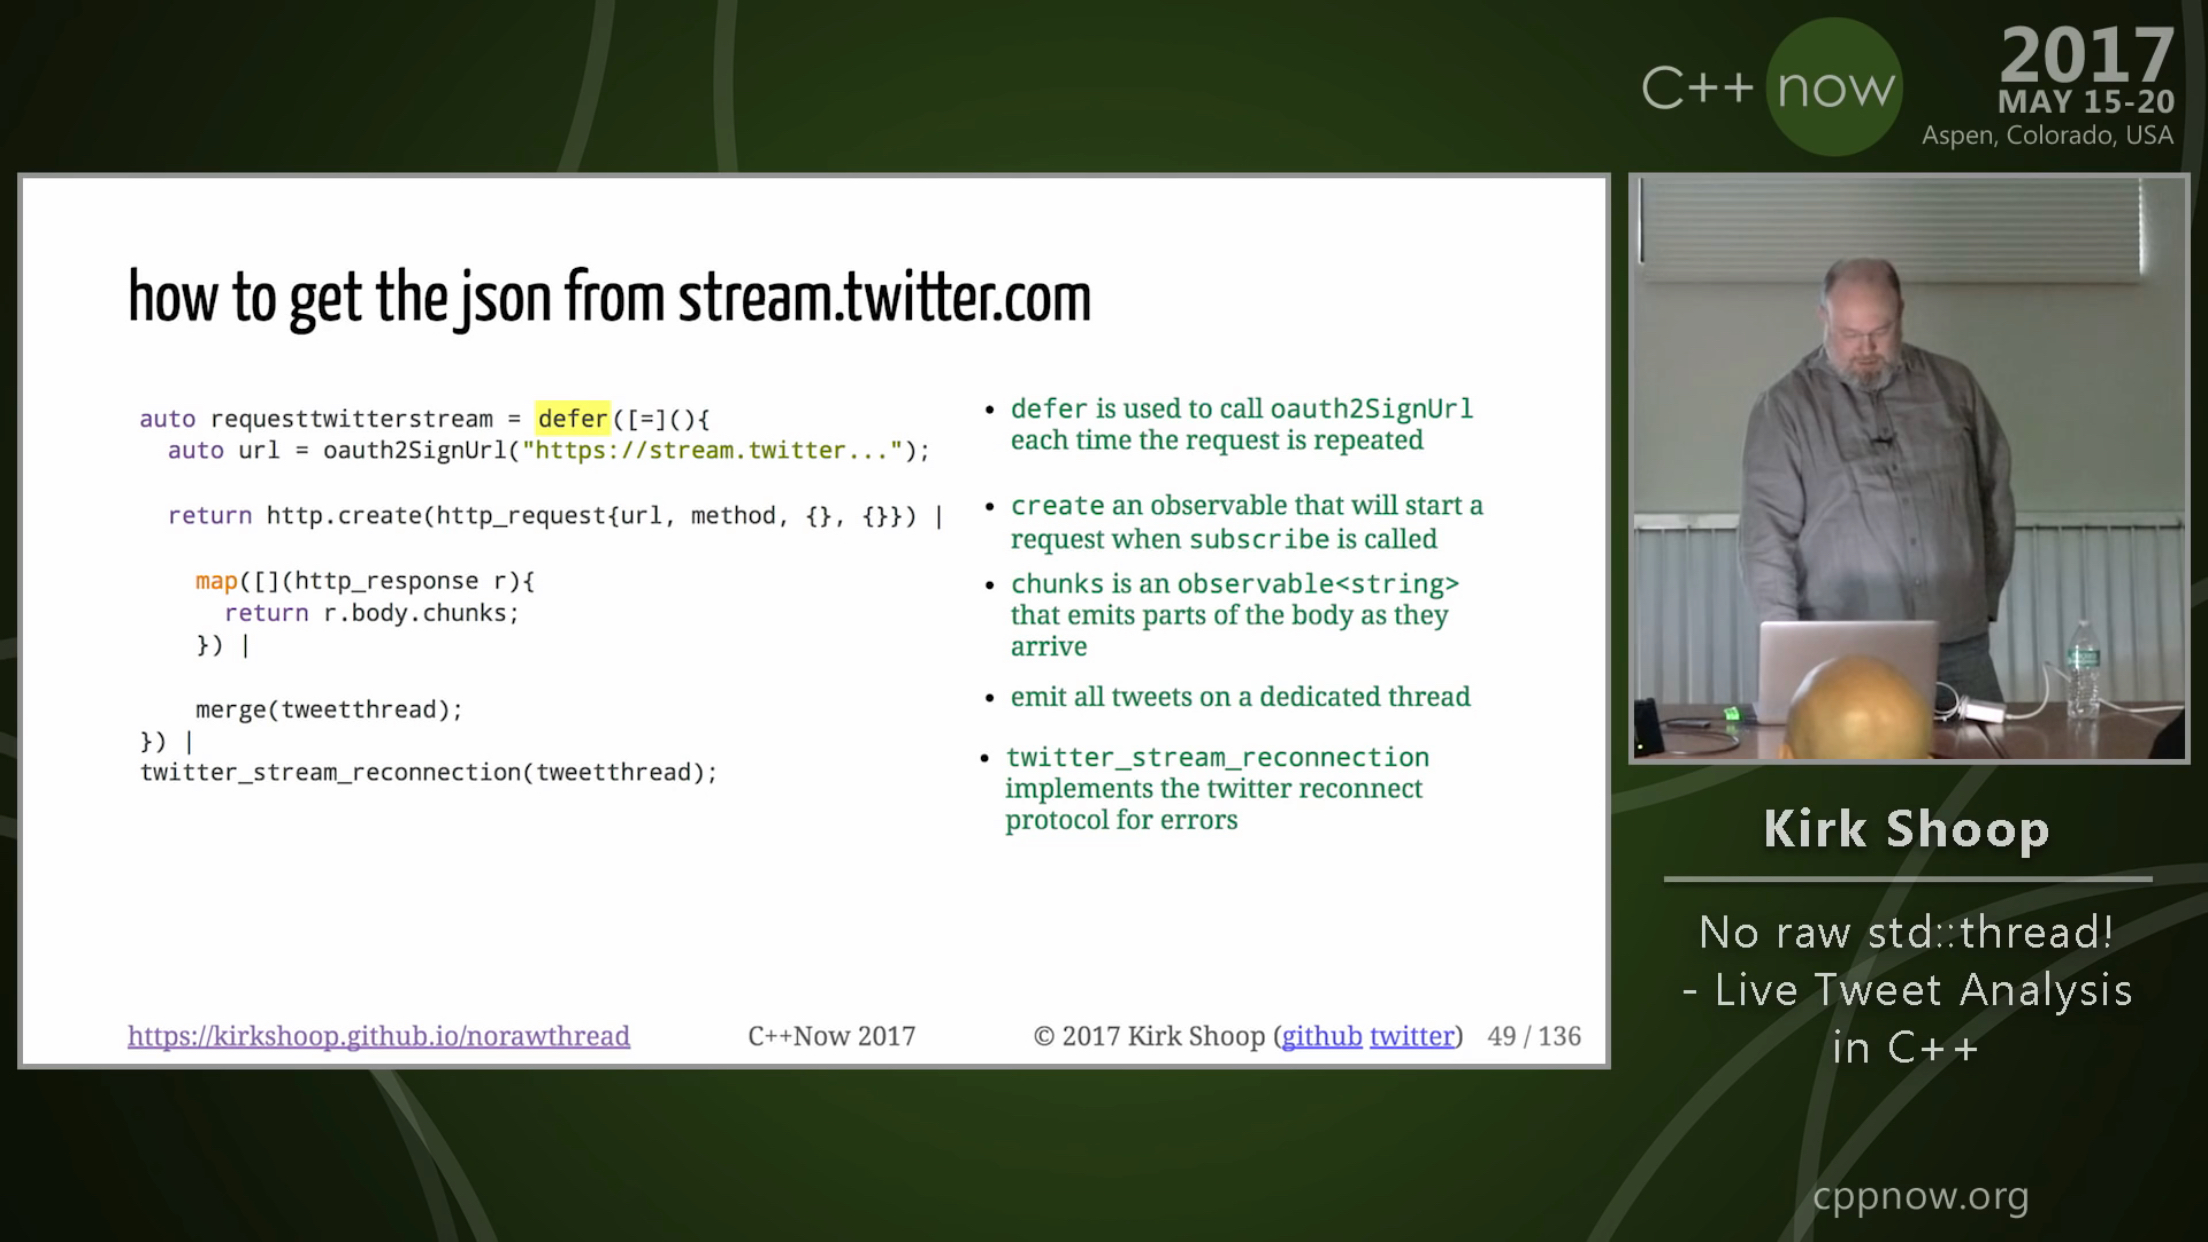 C++ now
2017
MAY 15-20
Aspen, Colorado, USA
how to get the json from stream.twitter.com
auto requesttwitterstream = defer([=](){
auto url = oauth2SignUrl("https://stream.twitter...");
return http.create(http_request{url, method, {}, {}}) |
map([](http_response r){
return r.body.chunks;
}) |
merge(tweetthread);
}) |
twitter_stream_reconnection(tweetthread);
• defer is used to call oauth2SignUrl
each time the request is repeated
• create an observable that will start a
request when subscribe is called
• chunks is an observable<string>
that emits parts of the body as they
arrive
• emit all tweets on a dedicated thread
• twitter_stream_reconnection
implements the twitter reconnect
protocol for errors
https://kirkshoop.github.io/norawthread
C++Now 2017
© 2017 Kirk Shoop (github twitter)
49 / 136
Kirk Shoop
No raw std::thread!
- Live Tweet Analysis
in C++
cppnow.org